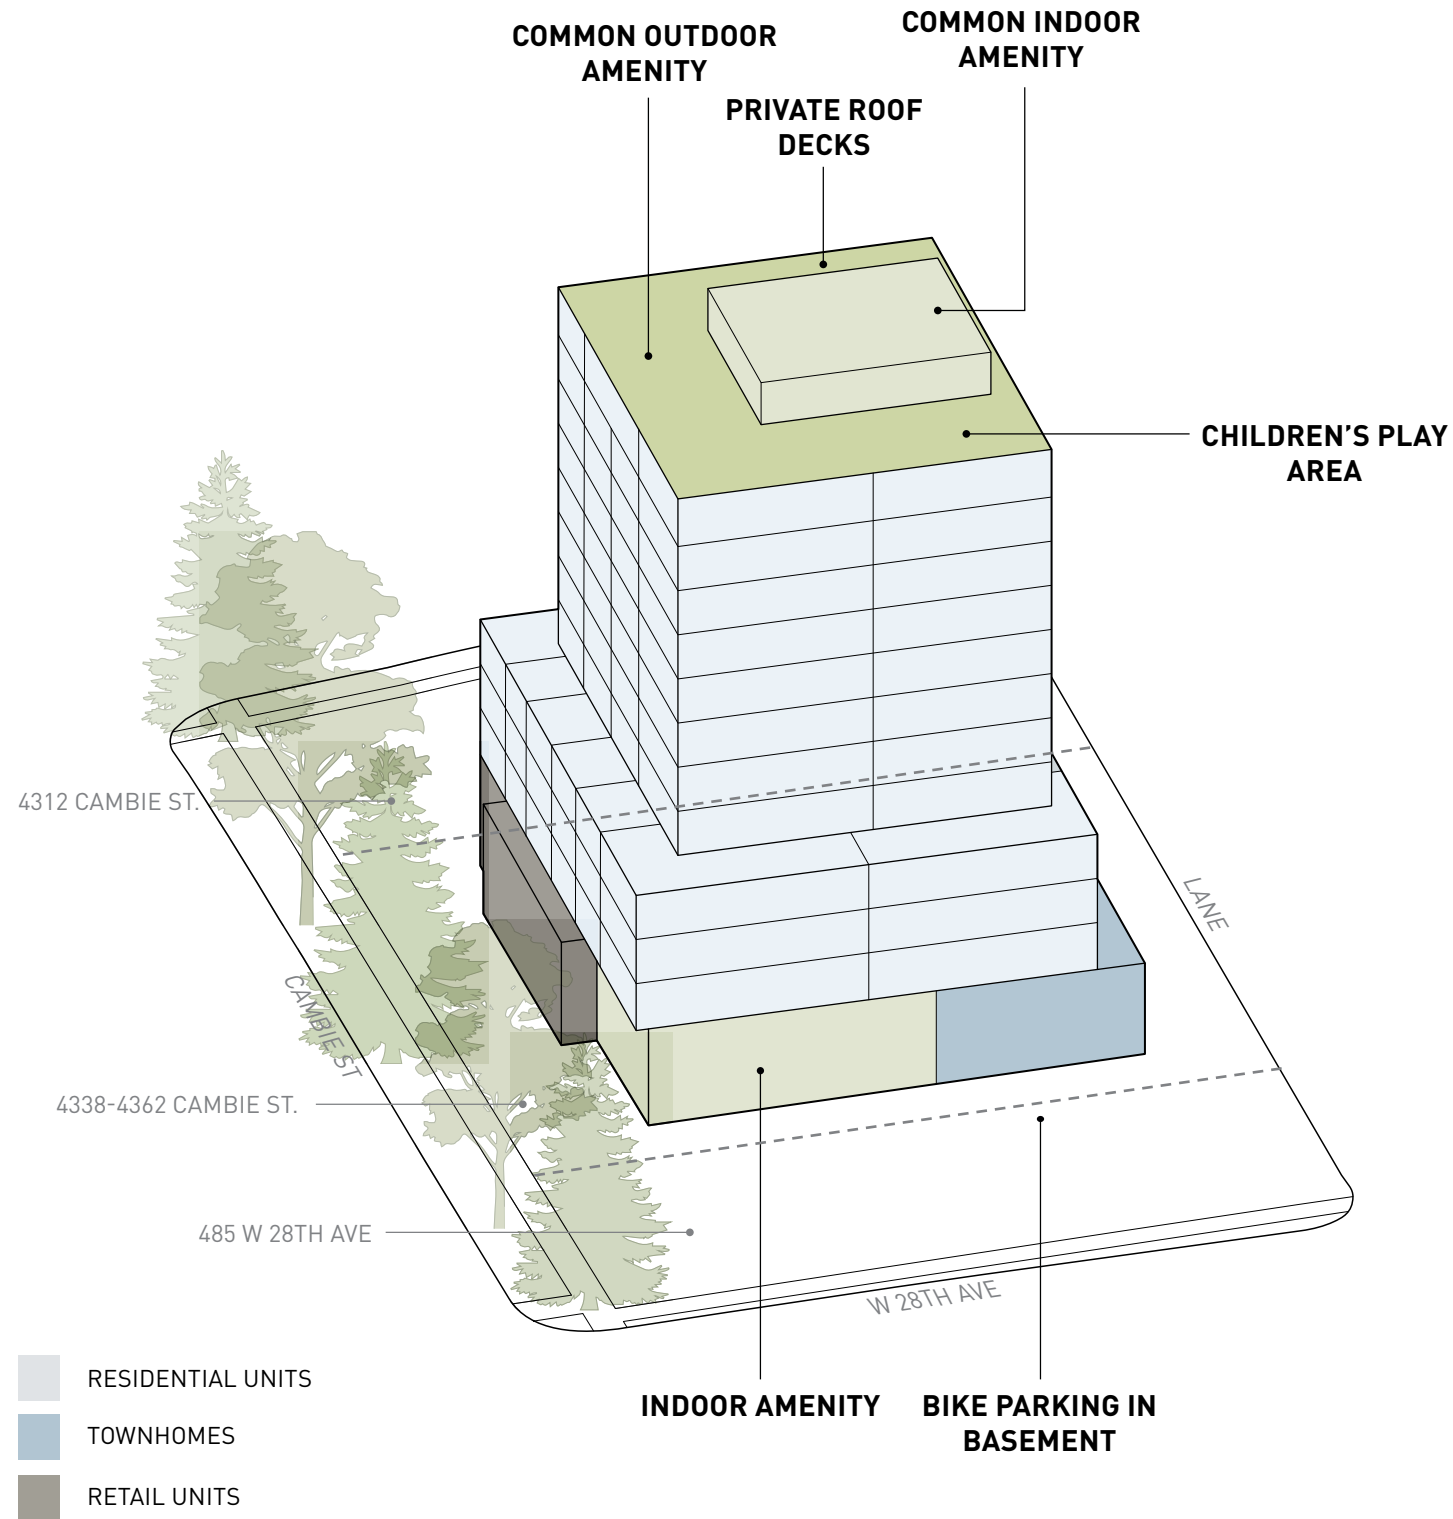 COMMON OUTDOOR
AMENITY
COMMON INDOOR
AMENITY
PRIVATE ROOF
DECKS
CHILDREN'S PLAY
AREA
4312 CAMBIE ST.
LANE
CAMBIE ST
4338-4362 CAMBIE ST.
485 W 28TH AVE
W 28TH AVE
INDOOR AMENITY
BIKE PARKING IN
BASEMENT
RESIDENTIAL UNITS
TOWNHOMES
RETAIL UNITS